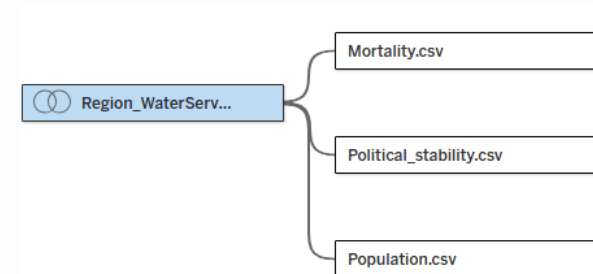 Mortality.csv
Region_WaterServ...
Political_stability.csv
Population.csv